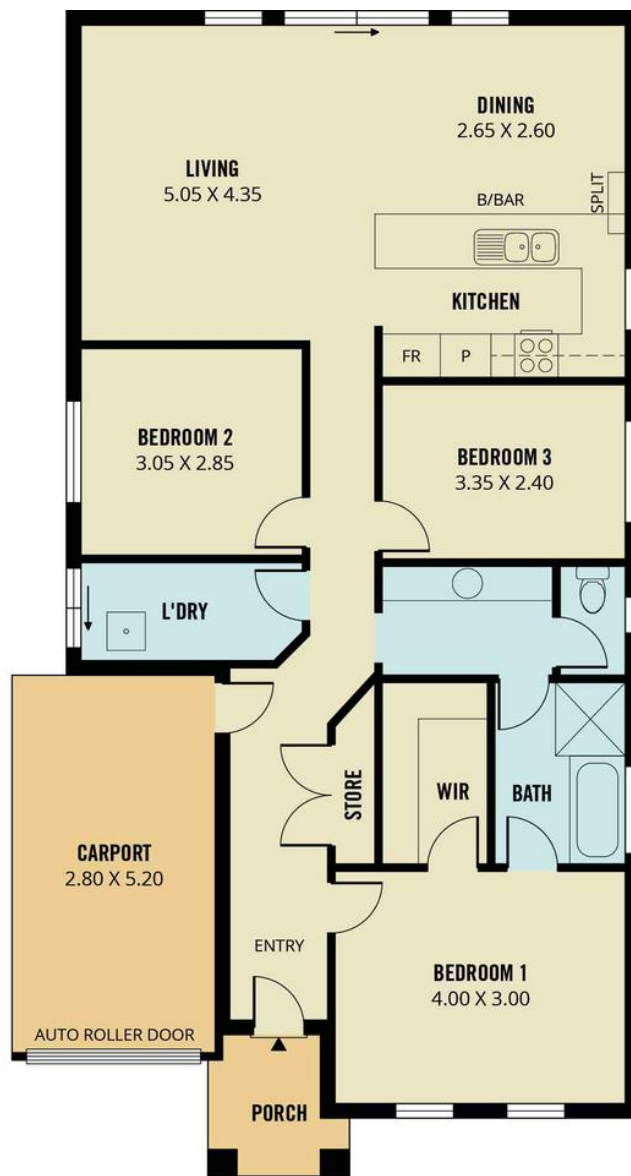 DINING
2.65 X 2.60
LIVING
5.05 X 4.35
SPLIT
B/BAR
KITCHEN
FR
P
BEDROOM 2
3.05 X 2.85
BEDROOM 3
3.35 X 2.40
L'DRY
STORE
WIR
BATH
CARPORT
2.80 X 5.20
ENTRY
BEDROOM 1
4.00 X 3.00
AUTO ROLLER DOOR
PORCH